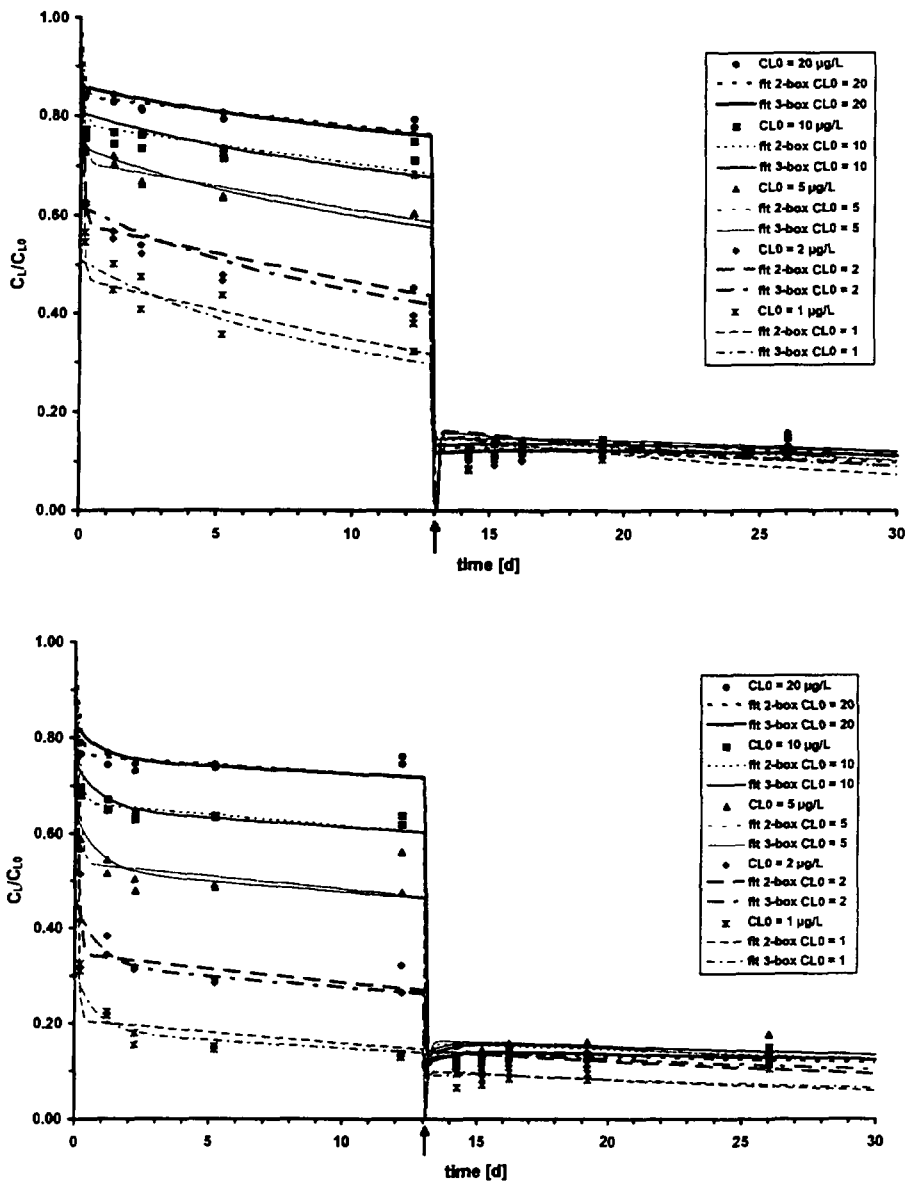 1.00
0.80
0.60
0.40
0.20
0.00
C_L/C_L0
0
5
10
15
20
25
30
time [d]
CL0 = 20 µg/L
fit 2-box CL0 = 20
fit 3-box CL0 = 20
CL0 = 10 µg/L
fit 2-box CL0 = 10
fit 3-box CL0 = 10
CL0 = 5 µg/L
fit 2-box CL0 = 5
fit 3-box CL0 = 5
CL0 = 2 µg/L
fit 2-box CL0 = 2
fit 3-box CL0 = 2
CL0 = 1 µg/L
fit 2-box CL0 = 1
fit 3-box CL0 = 1
1.00
0.80
0.60
0.40
0.20
0.00
C_L/C_L0
0
5
10
15
20
25
30
time [d]
CL0 = 20 µg/L
fit 2-box CL0 = 20
fit 3-box CL0 = 20
CL0 = 10 µg/L
fit 2-box CL0 = 10
fit 3-box CL0 = 10
CL0 = 5 µg/L
fit 2-box CL0 = 5
fit 3-box CL0 = 5
CL0 = 2 µg/L
fit 2-box CL0 = 2
fit 3-box CL0 = 2
CL0 = 1 µg/L
fit 2-box CL0 = 1
fit 3-box CL0 = 1